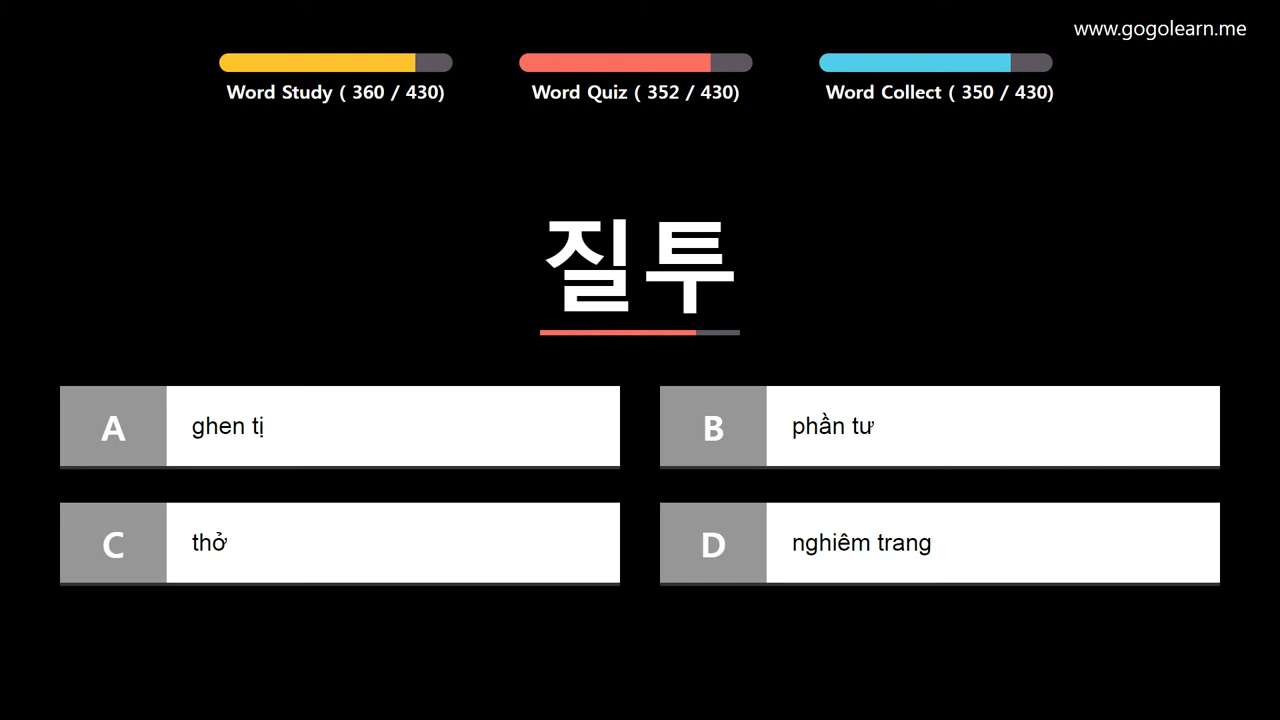 www.gogolearn.me
Word Study ( 360 / 430)
Word Quiz ( 352 / 430)
Word Collect ( 350 / 430)
질투
A ghen tị
B phần tư
C thở
D nghiêm trang